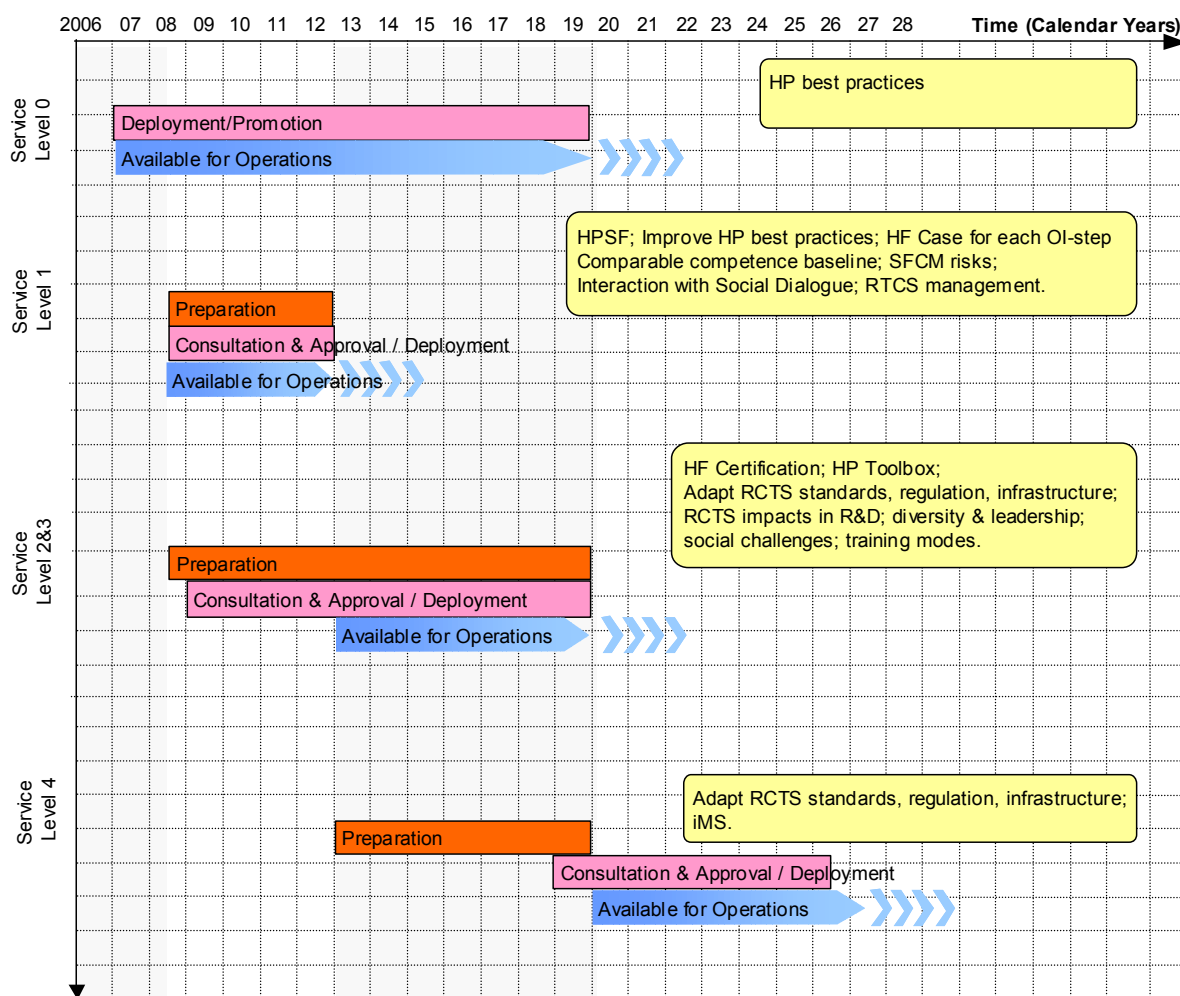 2006 07 08 09 10 11 12 13 14 15 16 17 18 19 20 21 22 23 24 25 26 27 28 Time (Calendar Years)
Service
Level 0
HP best practices
Deployment/Promotion
Available for Operations
Service
Level 1
HPSF; Improve HP best practices; HF Case for each OI-step
Comparable competence baseline; SFCM risks;
Interaction with Social Dialogue; RTCS management.
Preparation
Consultation & Approval / Deployment
Available for Operations
Service
Level 2&3
HF Certification; HP Toolbox;
Adapt RCTS standards, regulation, infrastructure;
RCTS impacts in R&D; diversity & leadership;
social challenges; training modes.
Preparation
Consultation & Approval / Deployment
Available for Operations
Service
Level 4
Adapt RCTS standards, regulation, infrastructure;
iMS.
Preparation
Consultation & Approval / Deployment
Available for Operations